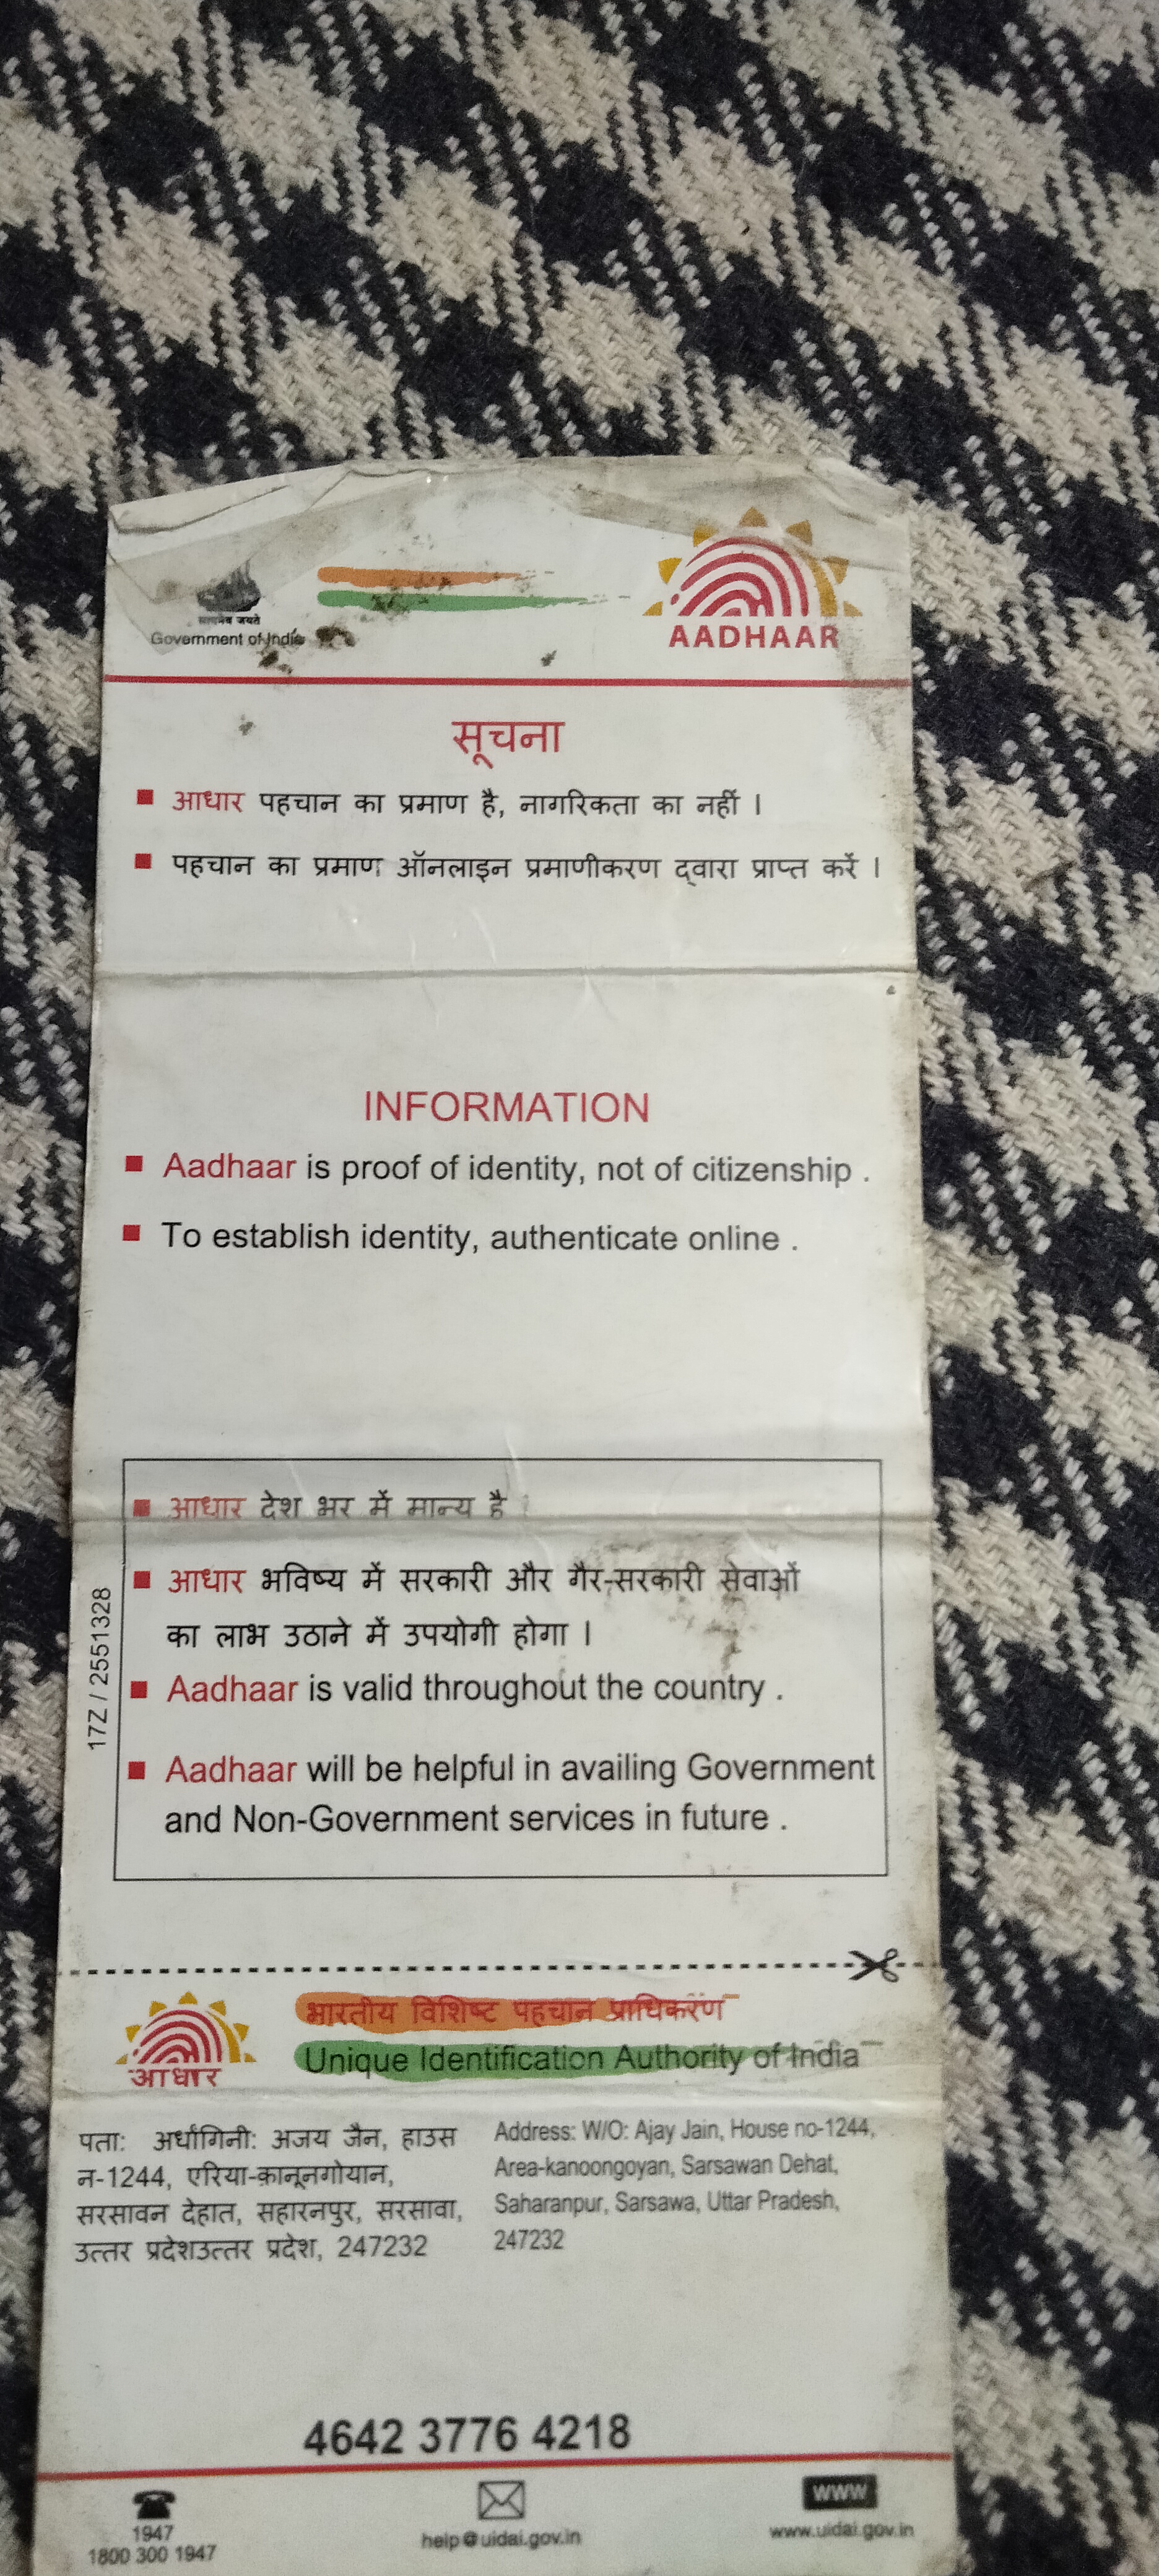 सत्यमेव जयते
Government of India
AADHAAR
सूचना
आधार पहचान का प्रमाण है, नागरिकता का नहीं ।
पहचान का प्रमाण ऑनलाइन प्रमाणीकरण द्वारा प्राप्त करें ।
INFORMATION
Aadhaar is proof of identity, not of citizenship .
To establish identity, authenticate online .
आधार देश भर में मान्य है ।
आधार भविष्य में सरकारी और गैर-सरकारी सेवाओं
का लाभ उठाने में उपयोगी होगा ।
Aadhaar is valid throughout the country .
Aadhaar will be helpful in availing Government
and Non-Government services in future .
17Z / 2551328
भारतीय विशिष्ट पहचान प्राधिकरण
Unique Identification Authority of India
आधार
पता: अर्धांगिनी: अजय जैन, हाउस
न-1244, एरिया-क़ानूनगोयान,
सरसावन देहात, सहारनपुर, सरसावा,
उत्तर प्रदेशउत्तर प्रदेश, 247232
Address: W/O: Ajay Jain, House no-1244,
Area-kanoongoyan, Sarsawan Dehat,
Saharanpur, Sarsawa, Uttar Pradesh,
247232
4642 3776 4218
1947
1800 300 1947
help@uidai.gov.in
www
www.uidai.gov.in